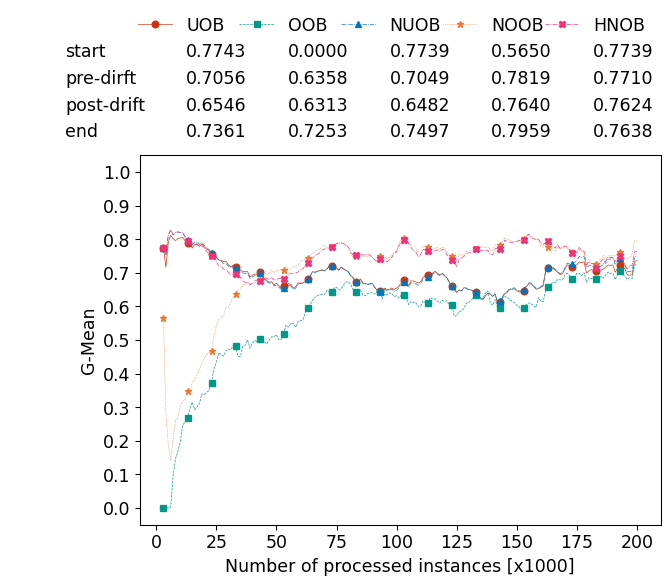 UOB OOB NUOB NOOB HNOB
start 0.7743 0.0000 0.7739 0.5650 0.7739
pre-dirft 0.7056 0.6358 0.7049 0.7819 0.7710
post-drift 0.6546 0.6313 0.6482 0.7640 0.7624
end 0.7361 0.7253 0.7497 0.7959 0.7638
1.0
0.9
0.8
0.7
0.6
0.5
0.4
0.3
0.2
0.1
0.0
G-Mean
0 25 50 75 100 125 150 175 200
Number of processed instances [x1000]